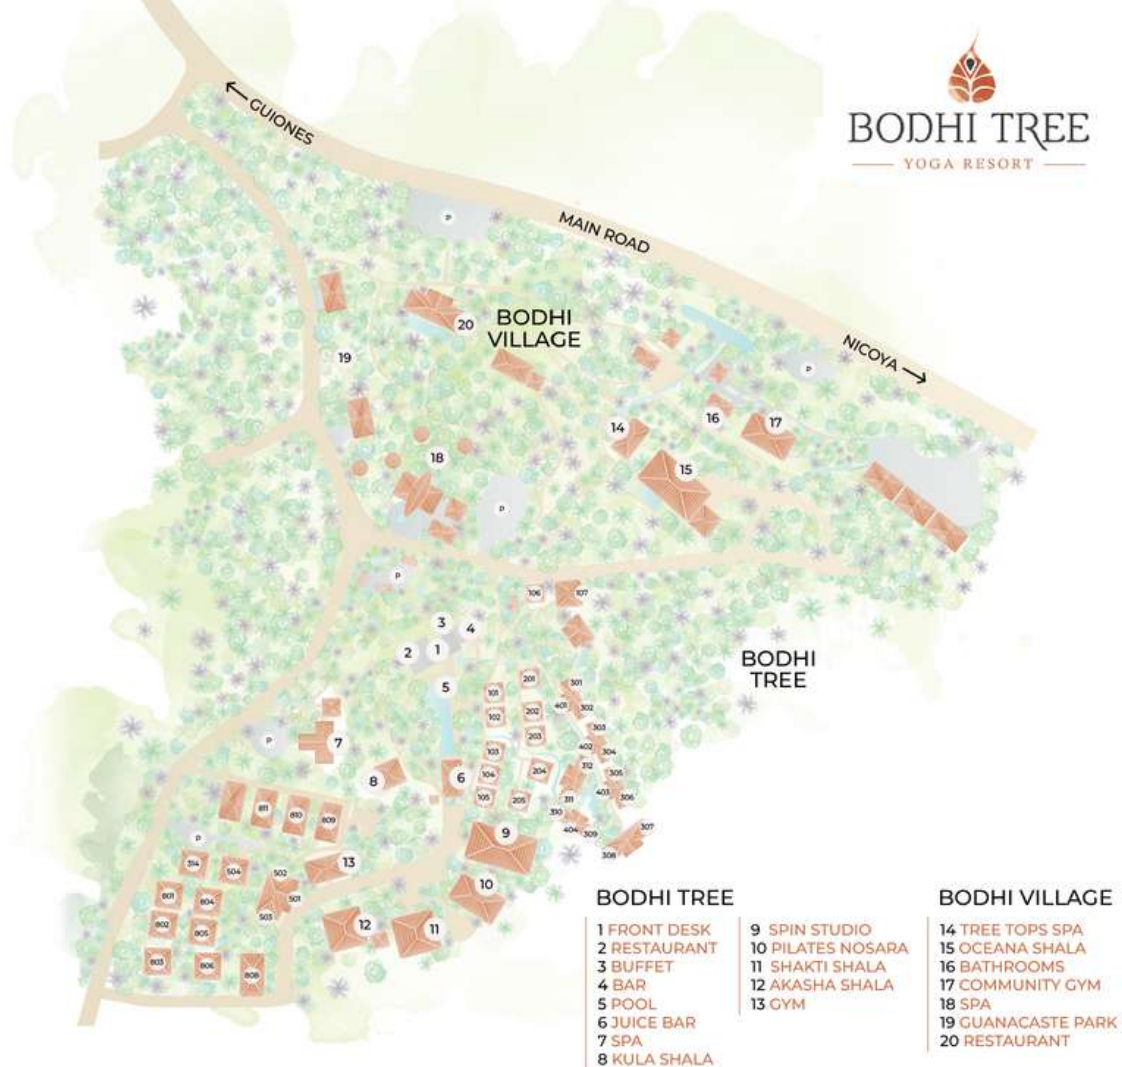 BODHI TREE
YOGA RESORT
← GUIONES
MAIN ROAD
NICOYA →
P
20
BODHI
VILLAGE
19
P
14
16
17
15
18
P
P
106
107
3
4
2
1
BODHI
TREE
5
201
301
101
401
302
102
202
303
P
7
203
402
304
103
312
8
6
104
204
305
403
306
105
205
311
310
811
810
809
404
309
307
9
308
P
314
504
502
13
10
801
804
501
503
802
805
12
11
803
806
808
BODHI TREE
1 FRONT DESK
2 RESTAURANT
3 BUFFET
4 BAR
5 POOL
6 JUICE BAR
7 SPA
8 KULA SHALA
9 SPIN STUDIO
10 PILATES NOSARA
11 SHAKTI SHALA
12 AKASHA SHALA
13 GYM
BODHI VILLAGE
14 TREE TOPS SPA
15 OCEANA SHALA
16 BATHROOMS
17 COMMUNITY GYM
18 SPA
19 GUANACASTE PARK
20 RESTAURANT